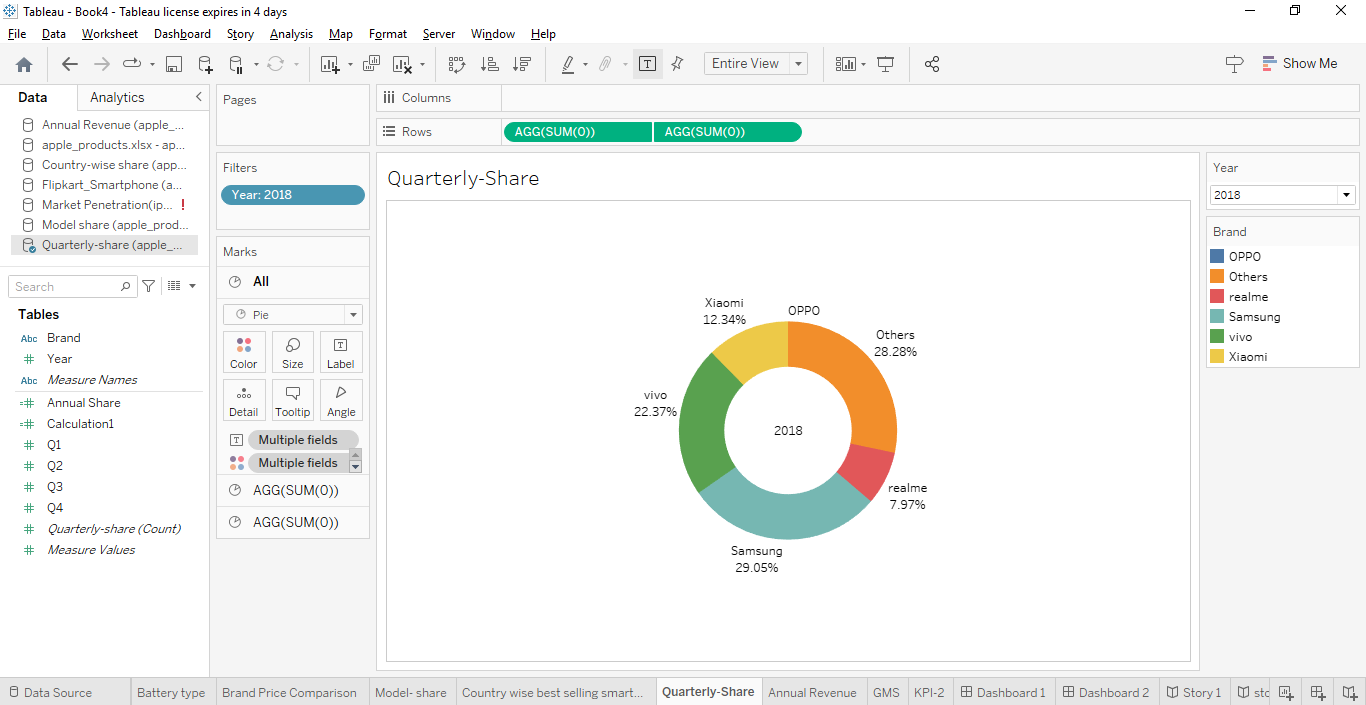 Tableau - Book4 - Tableau license expires in 4 days
File Data Worksheet Dashboard Story Analysis Map Format Server Window Help
Entire View
Show Me
Data Analytics
Annual Revenue (apple_...
apple_products.xlsx - ap...
Country-wise share (app...
Flipkart_Smartphone (a...
Market Penetration(ip... !
Model share (apple_prod...
Quarterly-share (apple_...
Search
Tables
Abc Brand
# Year
Abc Measure Names
=# Annual Share
=# Calculation1
# Q1
# Q2
# Q3
# Q4
# Quarterly-share (Count)
# Measure Values
Pages
Filters
Year: 2018
Marks
All
Pie
Color Size Label
Detail Tooltip Angle
Multiple fields
Multiple fields
AGG(SUM(0))
AGG(SUM(0))
Columns
Rows AGG(SUM(0)) AGG(SUM(0))
Quarterly-Share
Xiaomi
12.34%
OPPO
Others
28.28%
vivo
22.37%
2018
realme
7.97%
Samsung
29.05%
Year
2018
Brand
OPPO
Others
realme
Samsung
vivo
Xiaomi
Data Source Battery type Brand Price Comparison Model- share Country wise best selling smart... Quarterly-Share Annual Revenue GMS KPI-2 Dashboard 1 Dashboard 2 Story 1